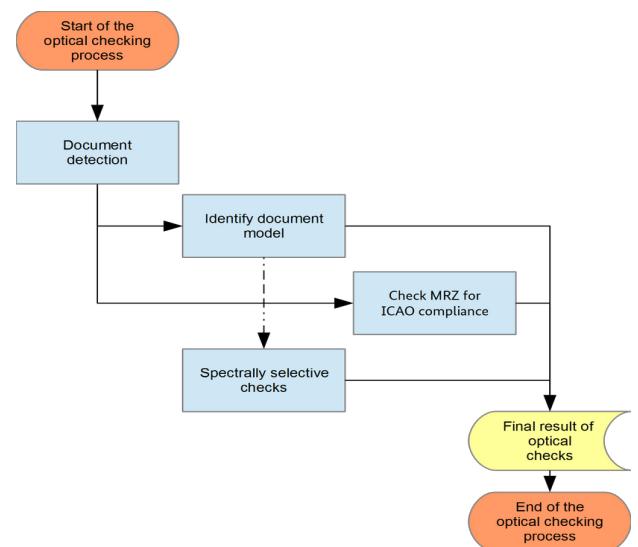 Start of the
optical checking
process
Document
detection
Identify document
model
Check MRZ for
ICAO compliance
Spectrally selective
checks
Final result of
optical
checks
End of the
optical checking
process